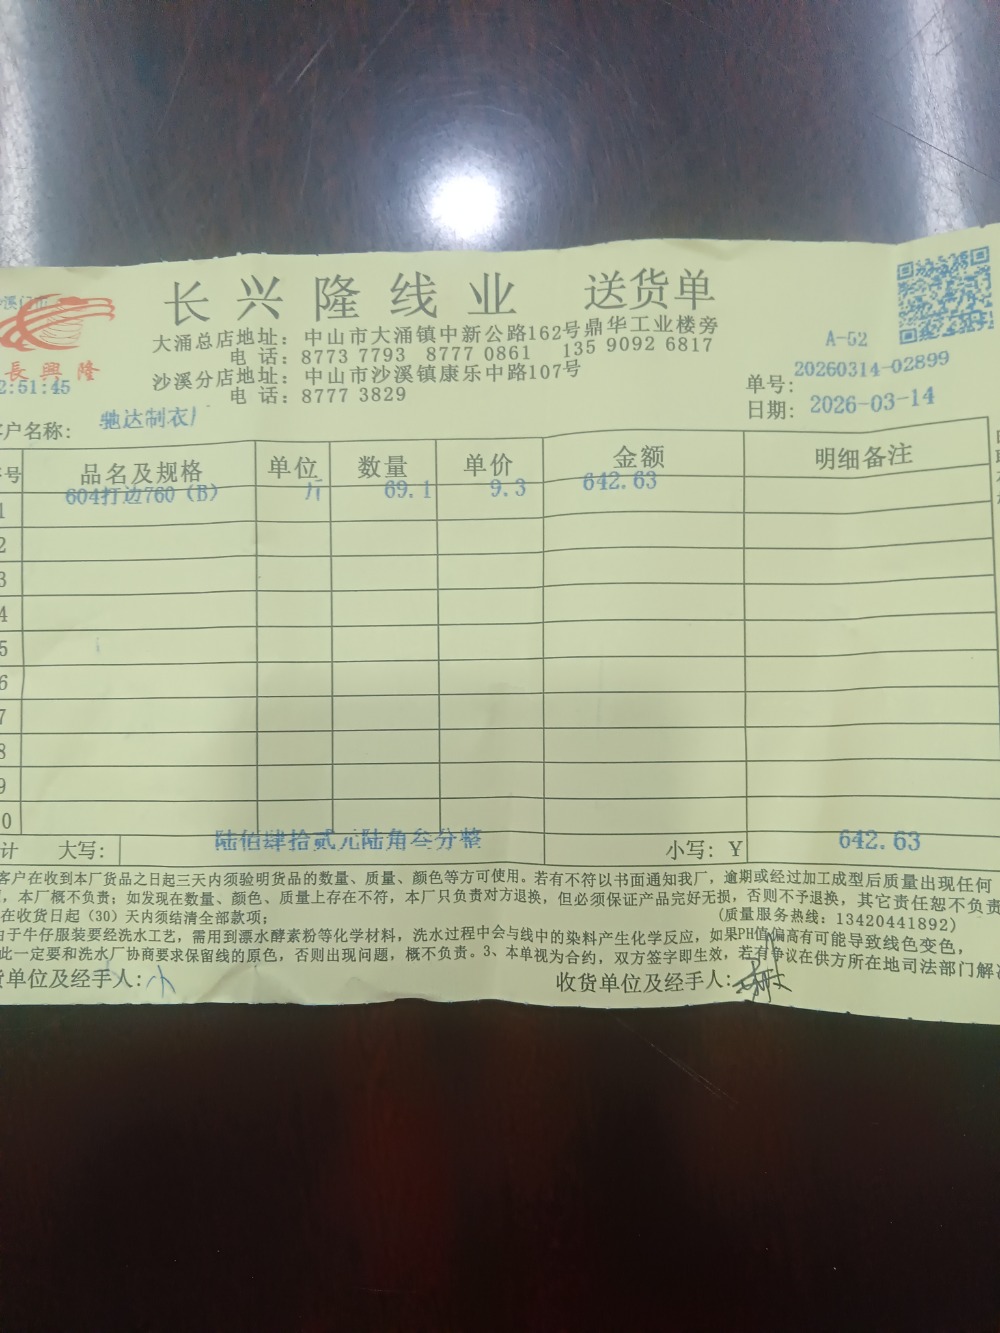 长兴隆线业 送货单
長興隆
2:51:45
大涌总店地址：中山市大涌镇中新公路162号鼎华工业楼旁
电 话：8773 7793 8777 0861 135 9092 6817
沙溪分店地址：中山市沙溪镇康乐中路107号
电 话：8777 3829
A-52
单号：20260314-02899
日期：2026-03-14
户名称：驰达制衣厂
号 品名及规格 单位 数量 单价 金额 明细备注
1 604打边760（B） 斤 69.1 9.3 642.63
2
3
4
5
6
7
8
9
0
计 大写：陆佰肆拾贰元陆角叁分整 小写：Y 642.63
客户在收到本厂货品之日起三天内须验明货品的数量、质量、颜色等方可使用。若有不符以书面通知我厂，逾期或经过加工成型后质量出现任何
，本厂概不负责；如发现在数量、颜色、质量上存在不符，本厂只负责对方退换，但必须保证产品完好无损，否则不予退换，其它责任恕不负责
在收货日起（30）天内须结清全部款项； (质量服务热线：13420441892)
由于牛仔服装要经洗水工艺，需用到漂水酵素粉等化学材料，洗水过程中会与线中的染料产生化学反应，如果PH值偏高有可能导致线色变色，
此一定要和洗水厂协商要求保留线的原色，否则出现问题，概不负责。3、本单视为合约，双方签字即生效，若有争议在供方所在地司法部门解决
货单位及经手人： 收货单位及经手人：